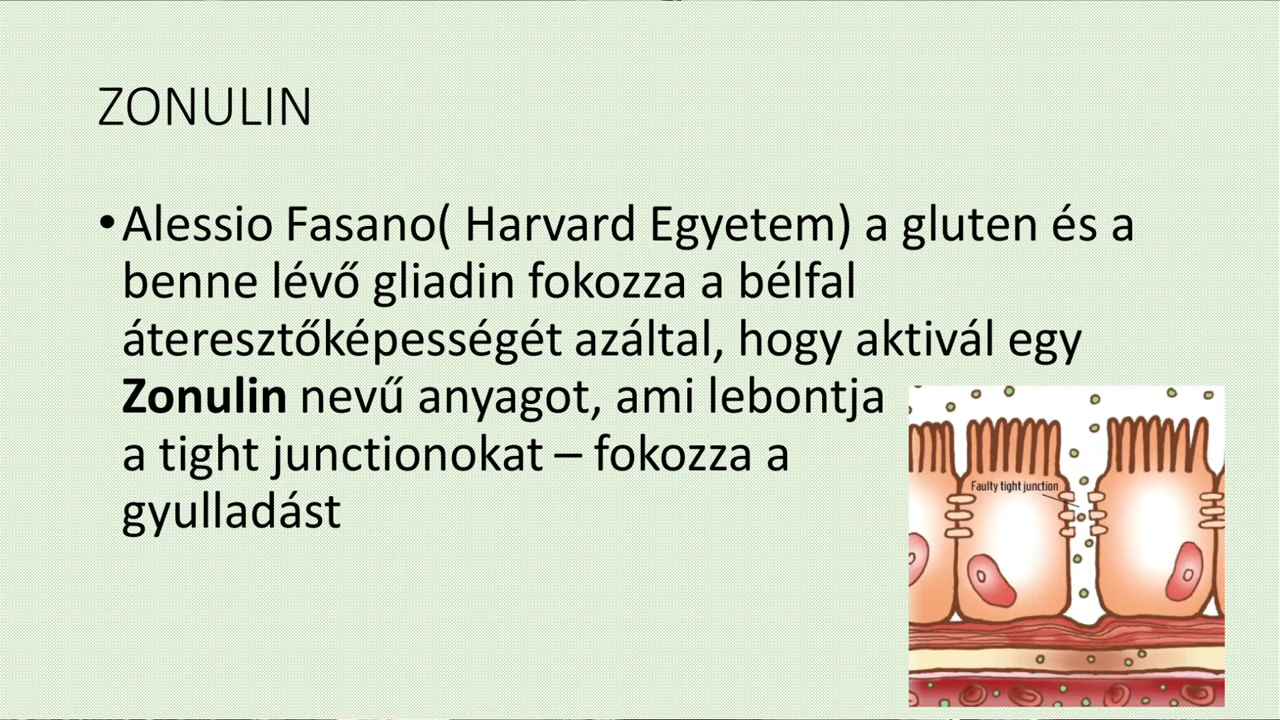 ZONULIN
•Alessio Fasano( Harvard Egyetem) a gluten és a
benne lévő gliadin fokozza a bélfal
áteresztőképességét azáltal, hogy aktivál egy
Zonulin nevű anyagot, ami lebontja
a tight junctionokat – fokozza a
gyulladást
Faulty tight junction